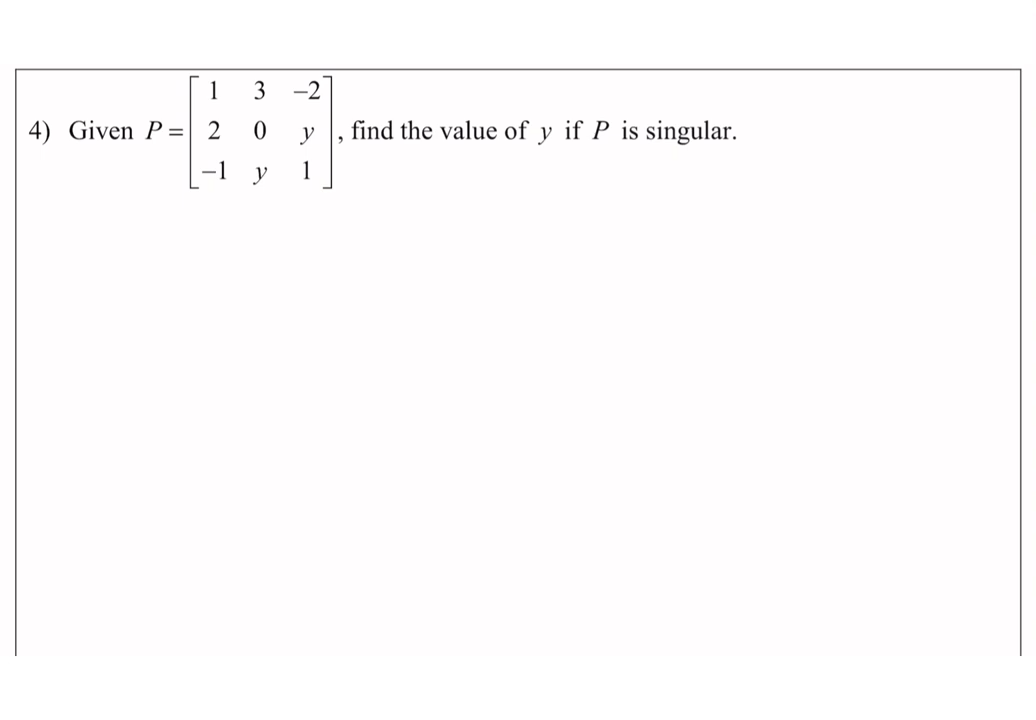 4) Given P = [ 1 3 –2
2 0 y
–1 y 1 ] , find the value of y if P is singular.